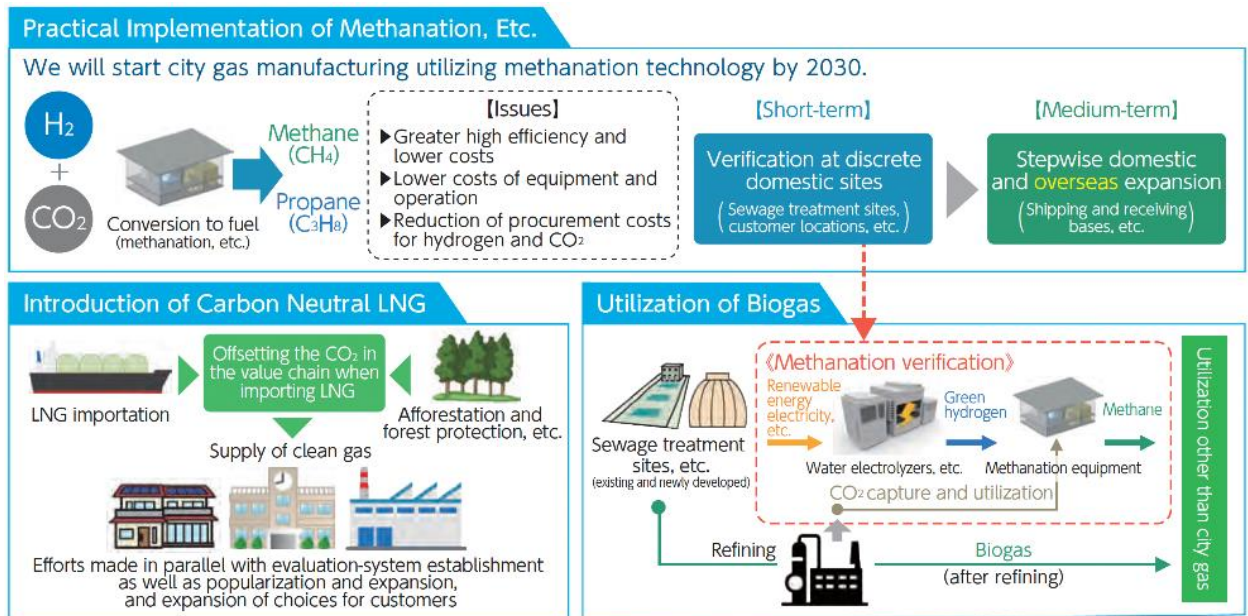 Practical Implementation of Methanation, Etc.
We will start city gas manufacturing utilizing methanation technology by 2030.
H2
+
CO2
Conversion to fuel
(methanation, etc.)
Methane
(CH4)
Propane
(C3H8)
【Issues】
▶Greater high efficiency and
lower costs
▶Lower costs of equipment and
operation
▶Reduction of procurement costs
for hydrogen and CO2
【Short-term】
Verification at discrete
domestic sites
(Sewage treatment sites,
customer locations, etc.)
【Medium-term】
Stepwise domestic
and overseas expansion
(Shipping and receiving
bases, etc.)
Introduction of Carbon Neutral LNG
LNG importation
Offsetting the CO2 in
the value chain when
importing LNG
Afforestation and
forest protection, etc.
Supply of clean gas
Efforts made in parallel with evaluation-system establishment
as well as popularization and expansion,
and expansion of choices for customers
Utilization of Biogas
Sewage treatment
sites, etc.
(existing and newly developed)
《Methanation verification》
Renewable
energy
electricity,
etc.
Water electrolyzers, etc.
Green
hydrogen
Methanation equipment
Methane
CO2 capture and utilization
Refining
Biogas
(after refining)
Utilization other than city gas